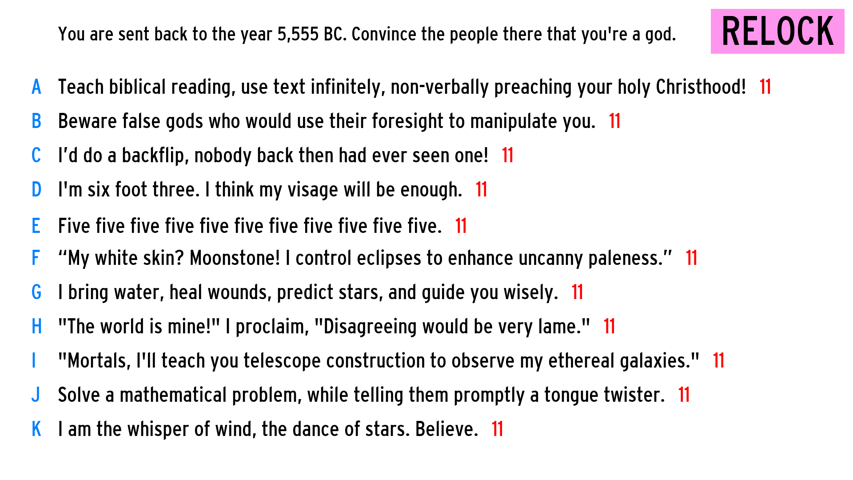 You are sent back to the year 5,555 BC. Convince the people there that you're a god.
RELOCK
A Teach biblical reading, use text infinitely, non-verbally preaching your holy Christhood! 11
B Beware false gods who would use their foresight to manipulate you. 11
C I'd do a backflip, nobody back then had ever seen one! 11
D I'm six foot three. I think my visage will be enough. 11
E Five five five five five five five five five five five. 11
F “My white skin? Moonstone! I control eclipses to enhance uncanny paleness.” 11
G I bring water, heal wounds, predict stars, and guide you wisely. 11
H "The world is mine!" I proclaim, "Disagreeing would be very lame." 11
I "Mortals, I'll teach you telescope construction to observe my ethereal galaxies." 11
J Solve a mathematical problem, while telling them promptly a tongue twister. 11
K I am the whisper of wind, the dance of stars. Believe. 11